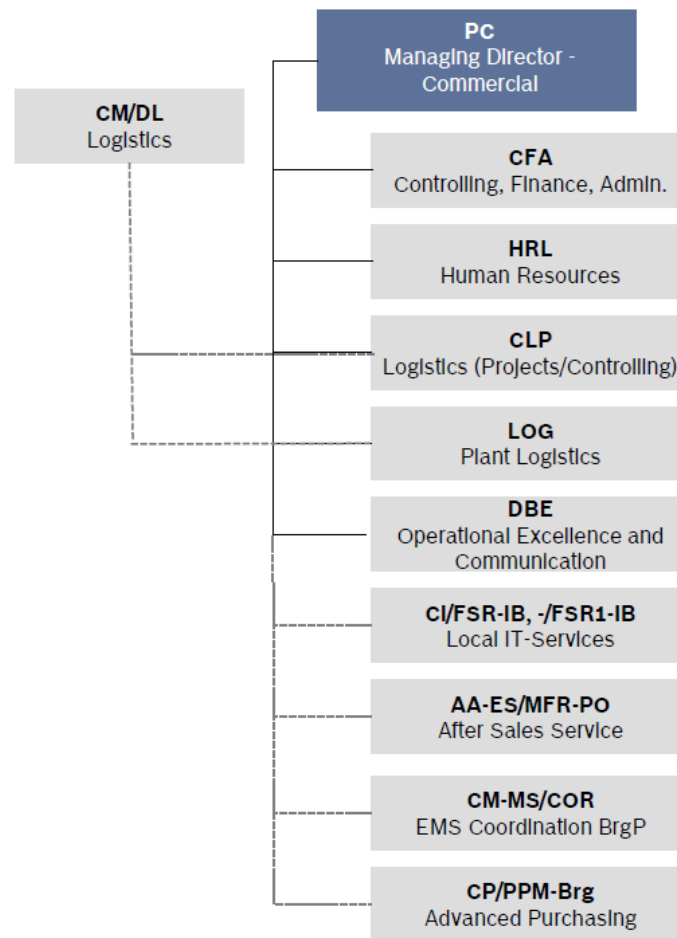 PC
Managing Director -
Commercial
CM/DL
Logistics
CFA
Controlling, Finance, Admin.
HRL
Human Resources
CLP
Logistics (Projects/Controlling)
LOG
Plant Logistics
DBE
Operational Excellence and
Communication
CI/FSR-IB, -/FSR1-IB
Local IT-Services
AA-ES/MFR-PO
After Sales Service
CM-MS/COR
EMS Coordination BrgP
CP/PPM-Brg
Advanced Purchasing